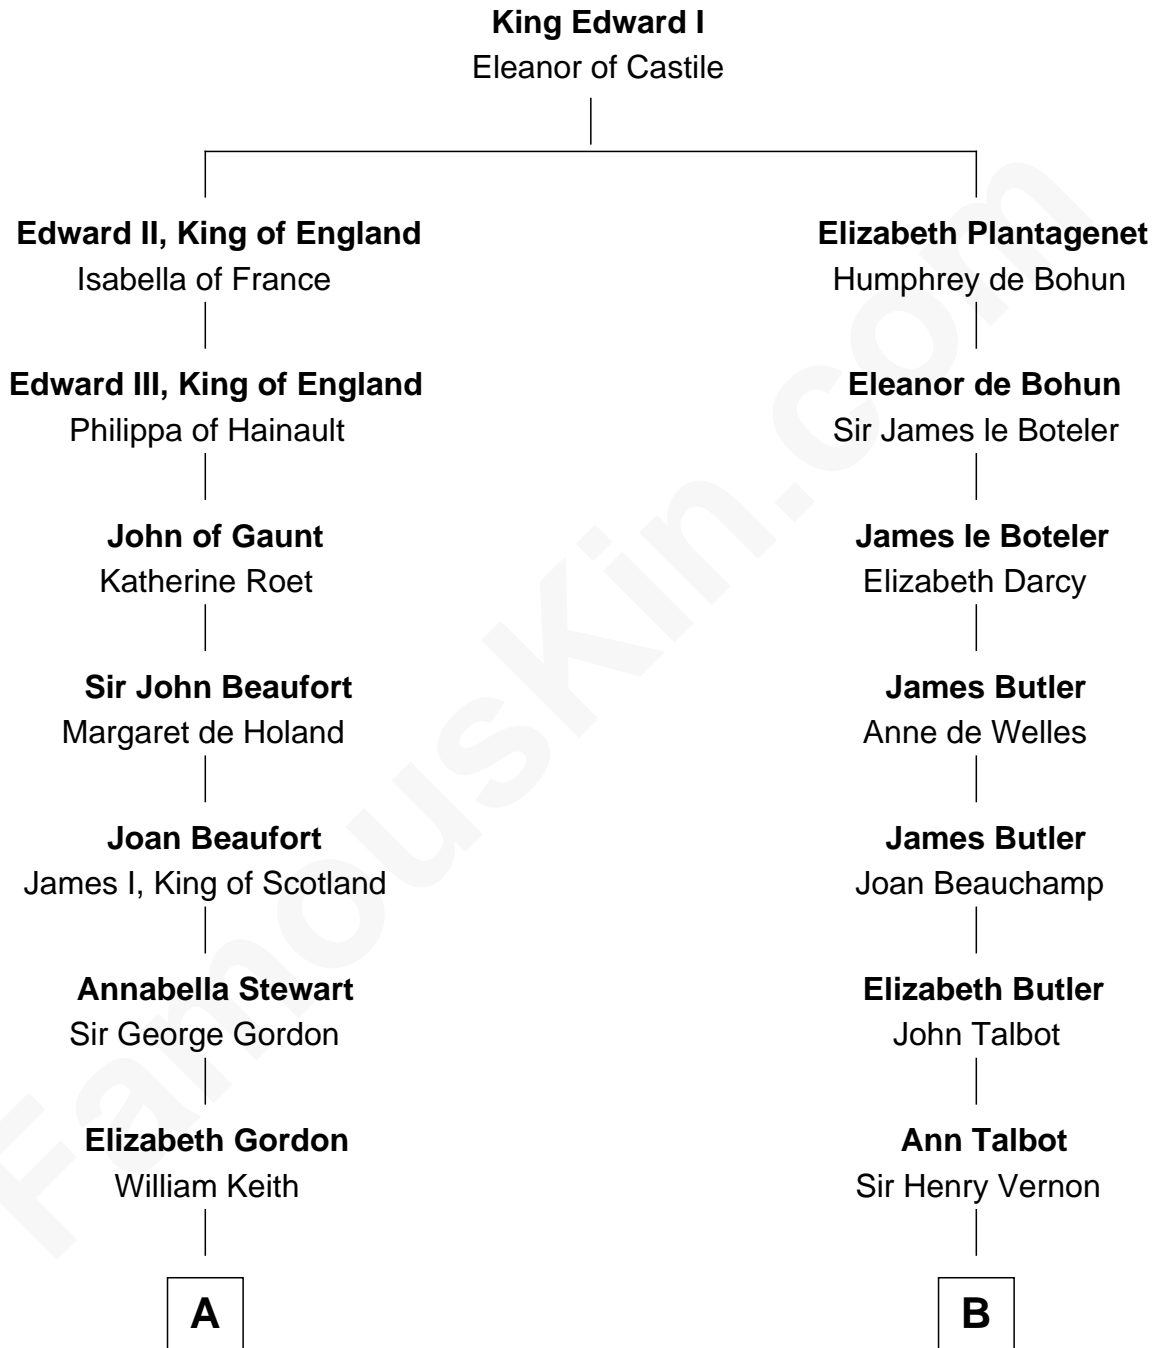 King Edward I
Eleanor of Castile
Edward II, King of England
Isabella of France
Elizabeth Plantagenet
Humphrey de Bohun
Edward III, King of England
Philippa of Hainault
Eleanor de Bohun
Sir James le Boteler
John of Gaunt
Katherine Roet
James le Boteler
Elizabeth Darcy
Sir John Beaufort
Margaret de Holand
James Butler
Anne de Welles
Joan Beaufort
James I, King of Scotland
James Butler
Joan Beauchamp
Annabella Stewart
Sir George Gordon
Elizabeth Butler
John Talbot
Elizabeth Gordon
William Keith
Ann Talbot
Sir Henry Vernon
A
B
FamousKin.com